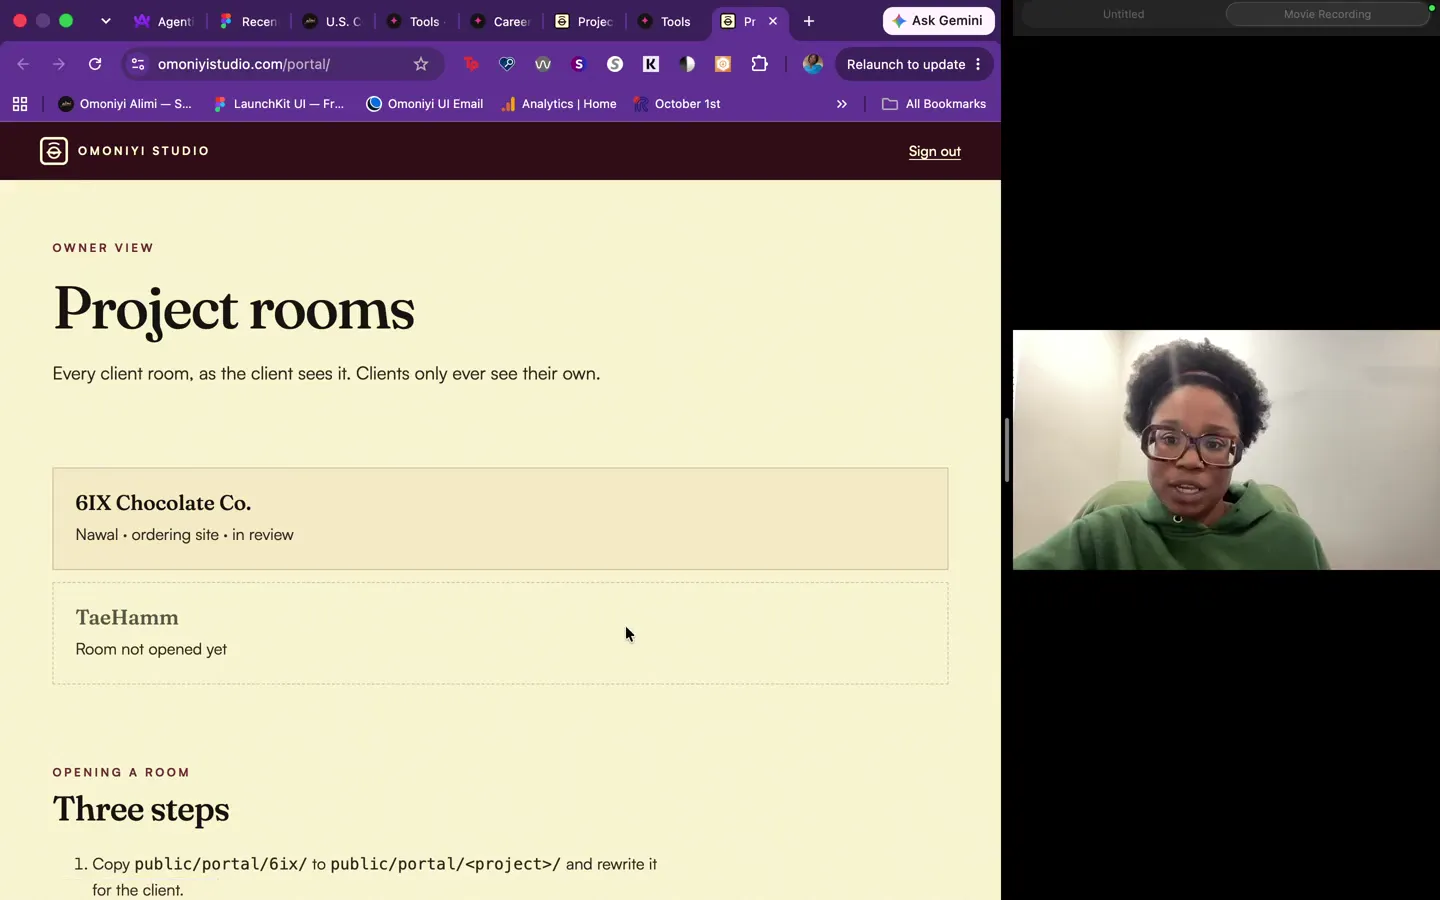 Agenti
Recen
U.S. C
Tools
Career
Projec
Tools
Pr
Ask Gemini
omoniyistudio.com/portal/
Relaunch to update
Omoniyi Alimi — S...
LaunchKit UI — Fr...
Omoniyi UI Email
Analytics | Home
October 1st
All Bookmarks
Untitled
Movie Recording
OMONIYI STUDIO
Sign out
OWNER VIEW
Project rooms
Every client room, as the client sees it. Clients only ever see their own.
6IX Chocolate Co.
Nawal • ordering site • in review
TaeHamm
Room not opened yet
OPENING A ROOM
Three steps
1. Copy public/portal/6ix/ to public/portal/<project>/ and rewrite it
for the client.